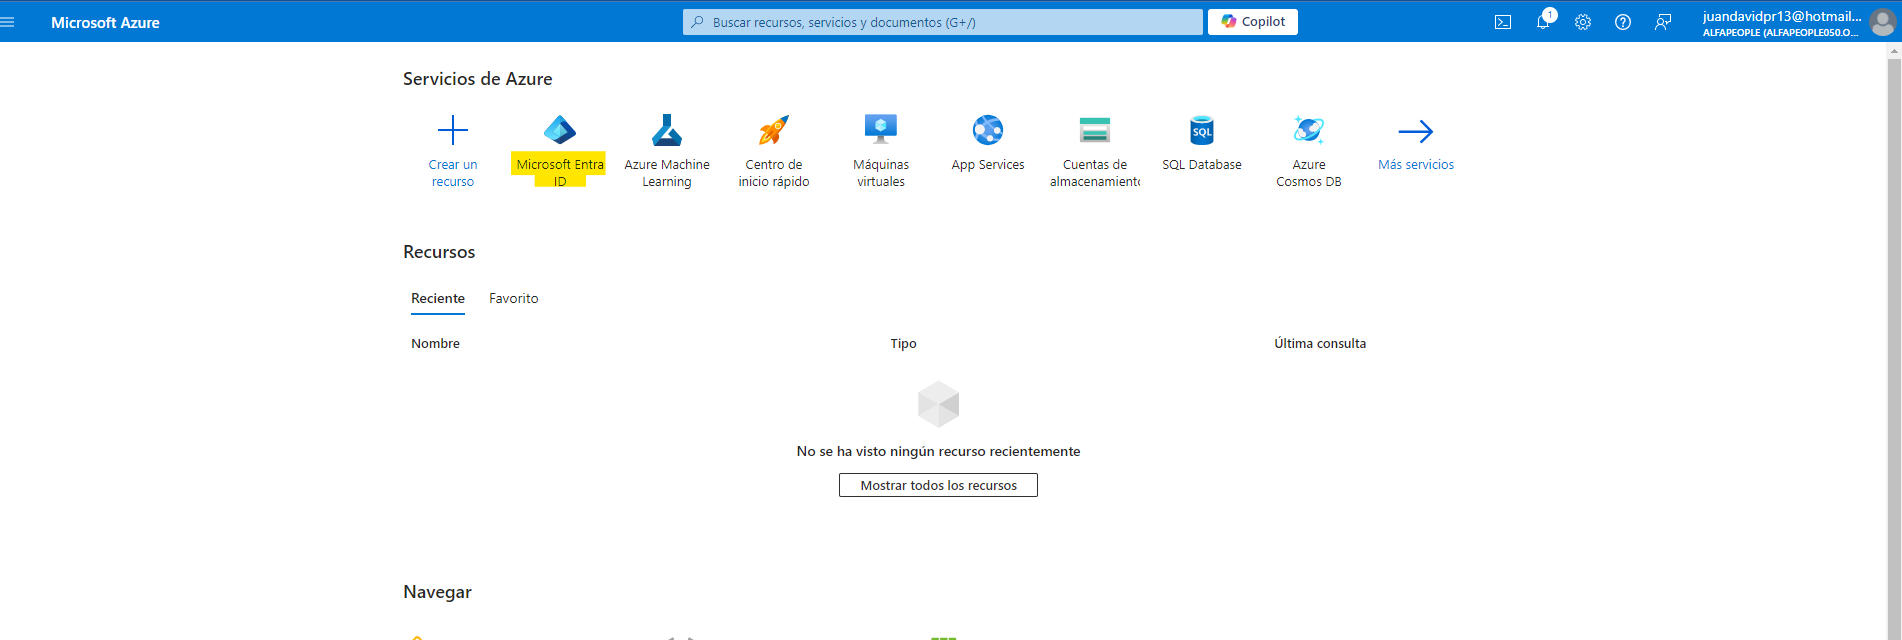 Microsoft Azure
Buscar recursos, servicios y documentos (G+/)
Copilot
1
juandavidpr13@hotmail...
ALFAPEOPLE (ALFAPEOPLE050.O...
Servicios de Azure
Crear un
recurso
Microsoft Entra
ID
Azure Machine
Learning
Centro de
inicio rápido
Máquinas
virtuales
App Services
Cuentas de
almacenamiento
SQL
SQL Database
Azure
Cosmos DB
Más servicios
Recursos
Reciente
Favorito
Nombre
Tipo
Última consulta
No se ha visto ningún recurso recientemente
Mostrar todos los recursos
Navegar